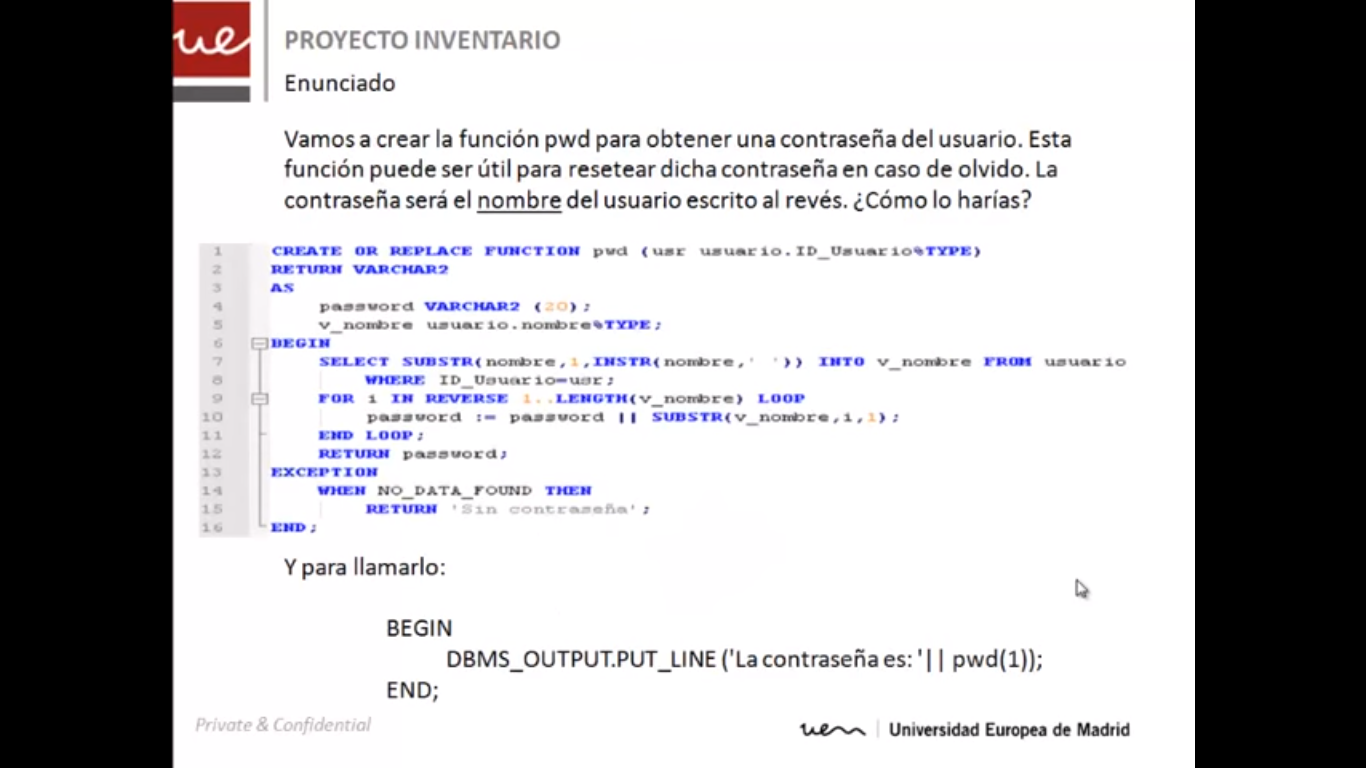 ue
PROYECTO INVENTARIO
Enunciado
Vamos a crear la función pwd para obtener una contraseña del usuario. Esta
función puede ser útil para resetear dicha contraseña en caso de olvido. La
contraseña será el nombre del usuario escrito al revés. ¿Cómo lo harías?
1 CREATE OR REPLACE FUNCTION pwd (usr usuario.ID_Usuario%TYPE)
2 RETURN VARCHAR2
3 AS
4 password VARCHAR2 (20);
5 v_nombre usuario.nombre%TYPE;
6 BEGIN
7 SELECT SUBSTR(nombre,1,INSTR(nombre,' ')) INTO v_nombre FROM usuario
8 WHERE ID_Usuario=usr;
9 FOR i IN REVERSE 1..LENGTH(v_nombre) LOOP
10 password := password || SUBSTR(v_nombre,i,1);
11 END LOOP;
12 RETURN password;
13 EXCEPTION
14 WHEN NO_DATA_FOUND THEN
15 RETURN 'Sin contraseña';
16 END;
Y para llamarlo:
BEGIN
DBMS_OUTPUT.PUT_LINE ('La contraseña es: '|| pwd(1));
END;
Private & Confidential
uem Universidad Europea de Madrid